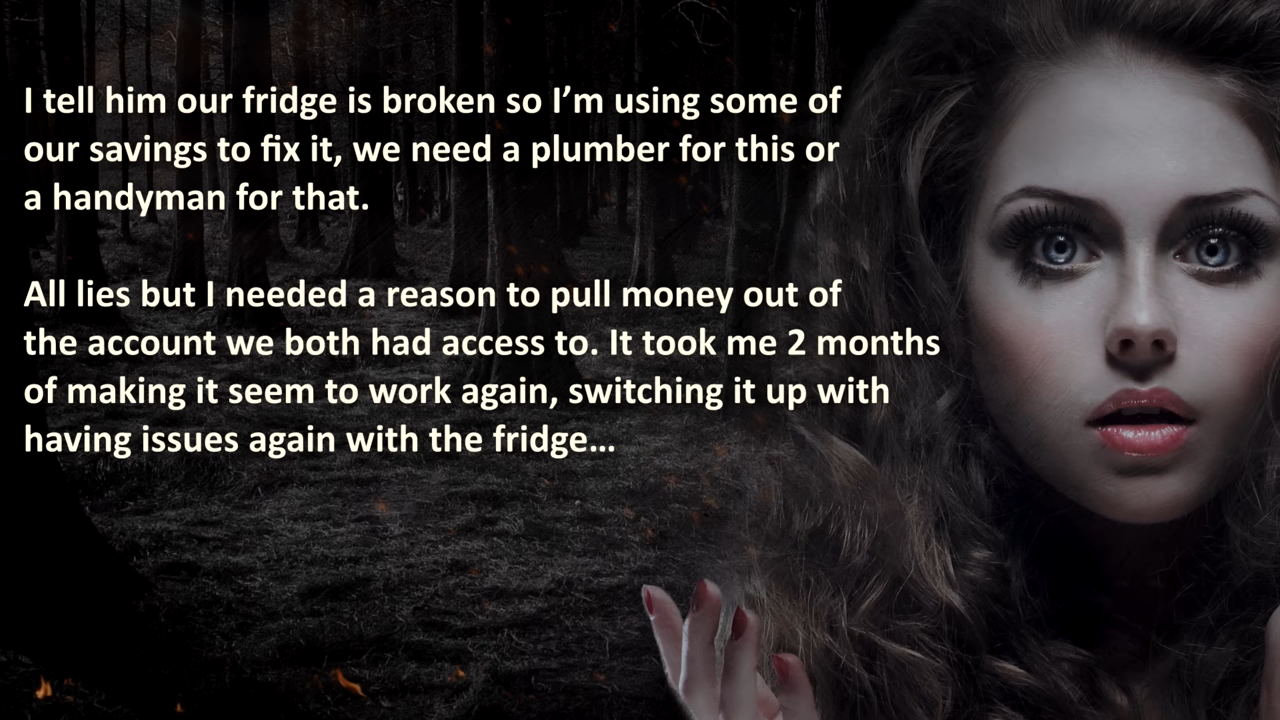 I tell him our fridge is broken so I’m using some of
our savings to fix it, we need a plumber for this or
a handyman for that.
All lies but I needed a reason to pull money out of
the account we both had access to. It took me 2 months
of making it seem to work again, switching it up with
having issues again with the fridge…